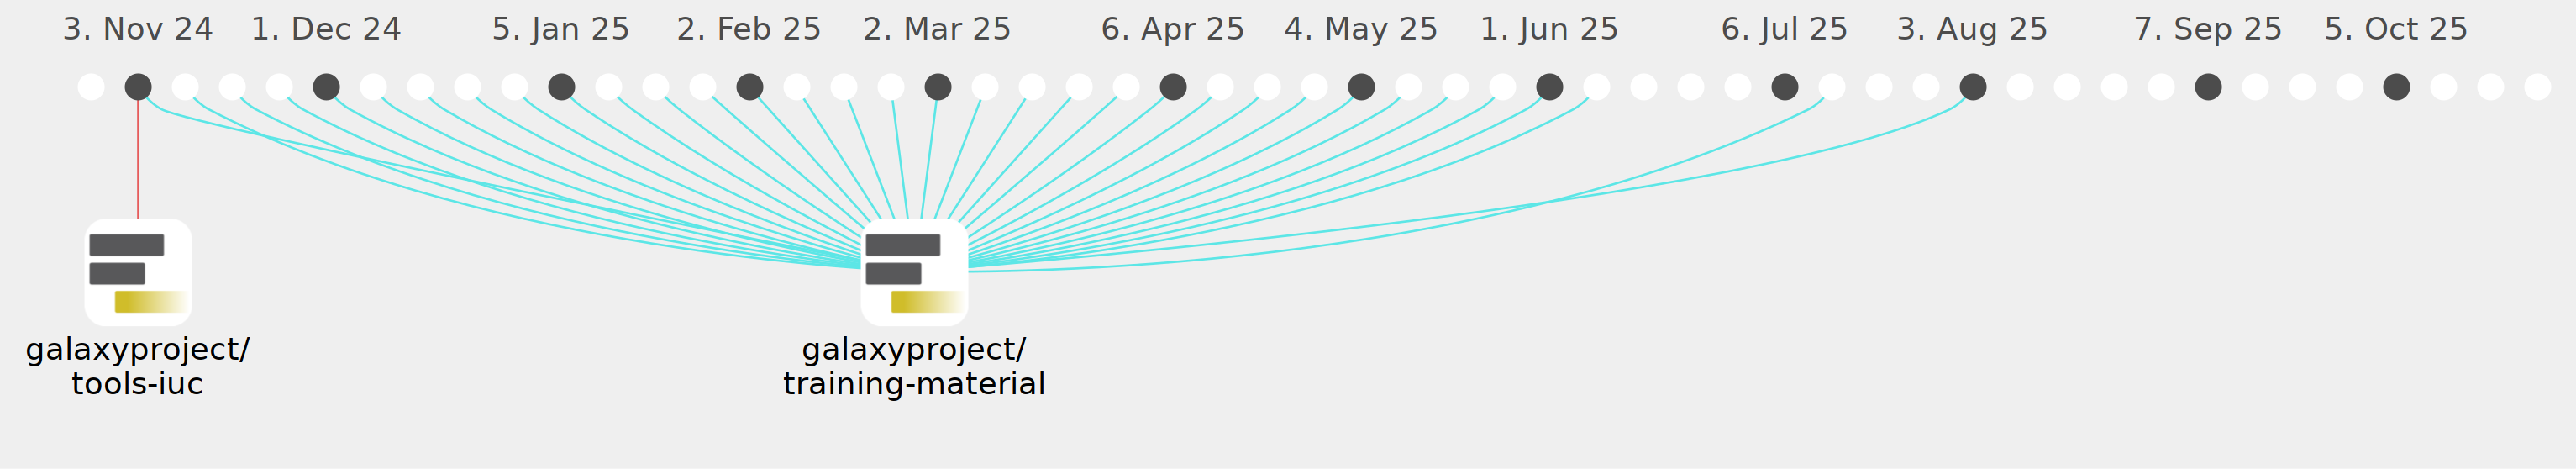 3. Nov 24 1. Dec 24 5. Jan 25 2. Feb 25 2. Mar 25 6. Apr 25 4. May 25 1. Jun 25 6. Jul 25 3. Aug 25 7. Sep 25 5. Oct 25
galaxyproject/
tools-iuc
galaxyproject/
training-material